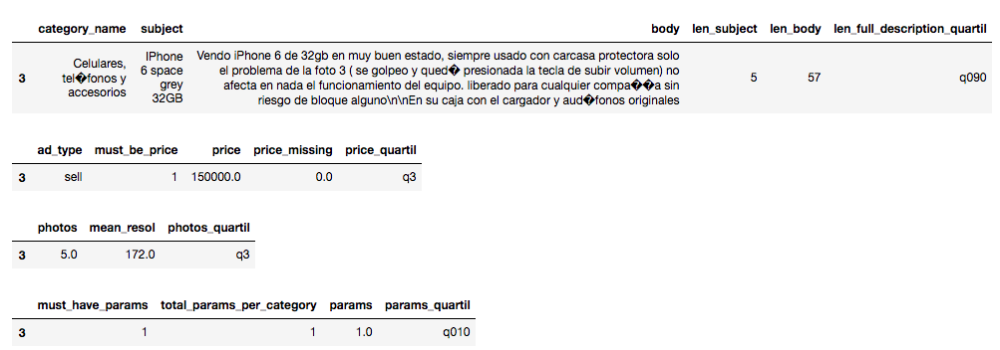 category_name subject body len_subject len_body len_full_description_quartil
3 Celulares, tel�fonos y accesorios IPhone 6 space grey 32GB Vendo iPhone 6 de 32gb en muy buen estado, siempre usado con carcasa protectora solo
el problema de la foto 3 ( se golpeo y qued� presionada la tecla de subir volumen) no
afecta en nada el funcionamiento del equipo. liberado para cualquier compa��a sin
riesgo de bloque alguno\n\nEn su caja con el cargador y aud�fonos originales 5 57 q090
ad_type must_be_price price price_missing price_quartil
3 sell 1 150000.0 0.0 q3
photos mean_resol photos_quartil
3 5.0 172.0 q3
must_have_params total_params_per_category params params_quartil
3 1 1 1.0 q010